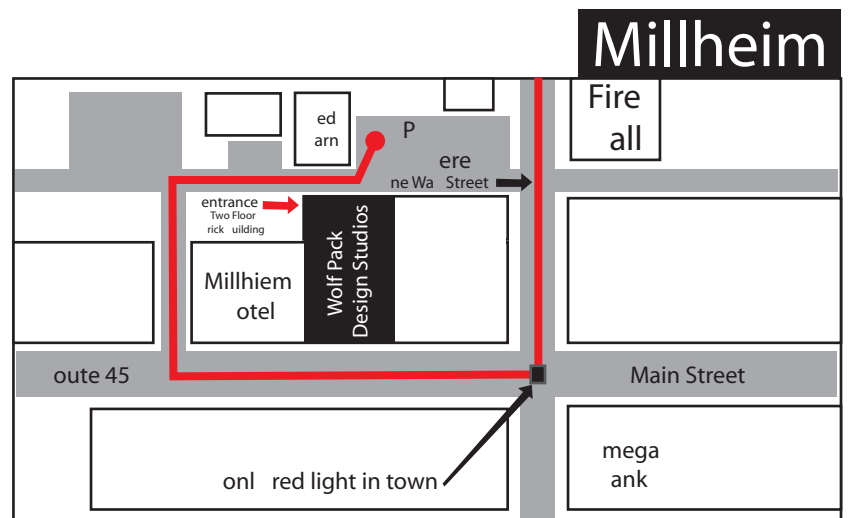 Millheim
Fire
all
ed
arn
P
ere
ne Wa Street
entrance
Two Floor
rick uilding
Wolf Pack
Design Studios
Millhiem
otel
oute 45
Main Street
onl red light in town
mega
ank